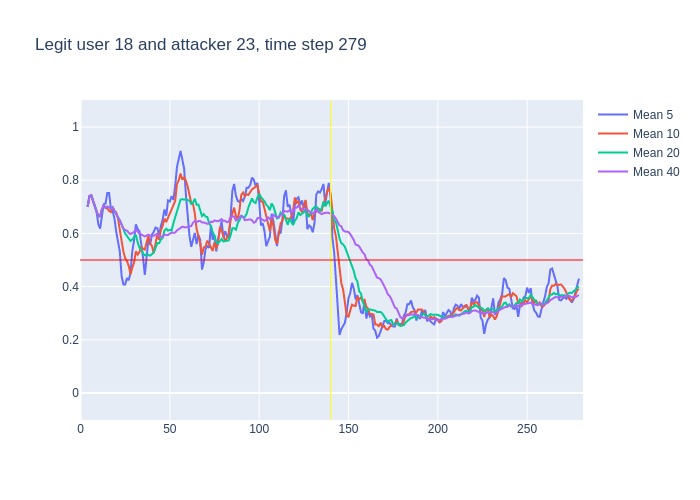 Legit user 18 and attacker 23, time step 279
Mean 5
Mean 10
Mean 20
Mean 40
1
0.8
0.6
0.4
0.2
0
0 50 100 150 200 250